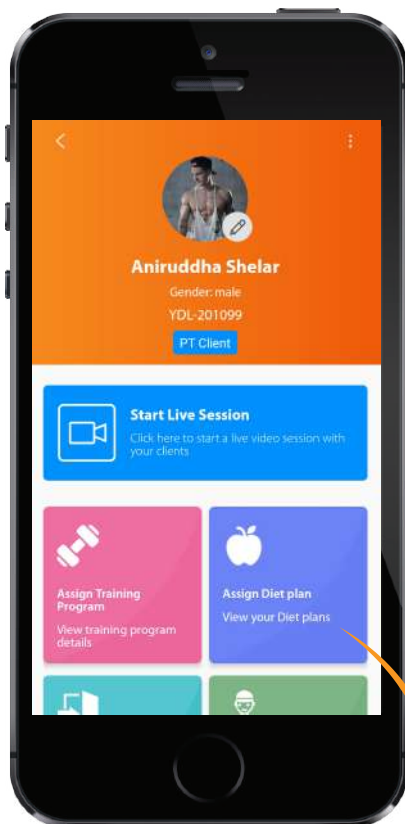 Aniruddha Shelar
Gender: male
YDL-201099
PT Client
Start Live Session
Click here to start a live video session with
your clients
Assign Training
Program
View training program
details
Assign Diet plan
View your Diet plans